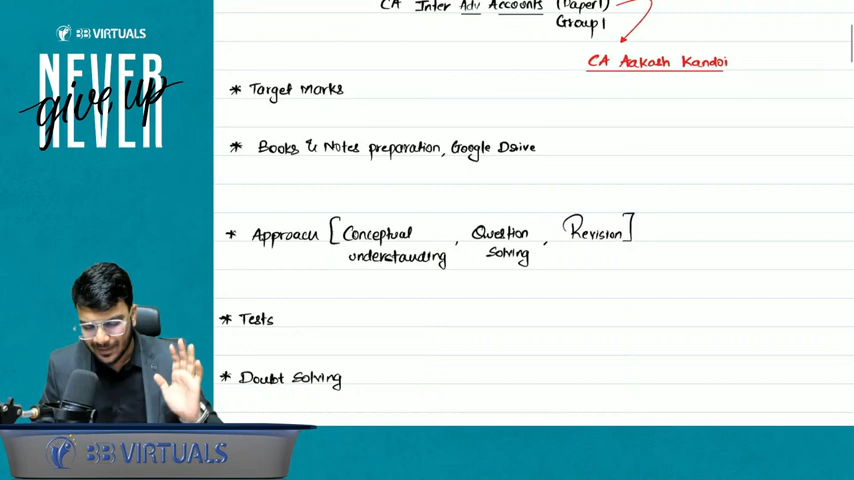 BB VIRTUALS
NEVER
give up
NEVER
CA Inter Adv Accounts (Paper1)
Group 1
CA Aakash Kandoi
* Target Marks
* Books & Notes preparation, Google Drive
* Approach [Conceptual understanding, Question Solving, Revision]
* Tests
* Doubt Solving
BB VIRTUALS